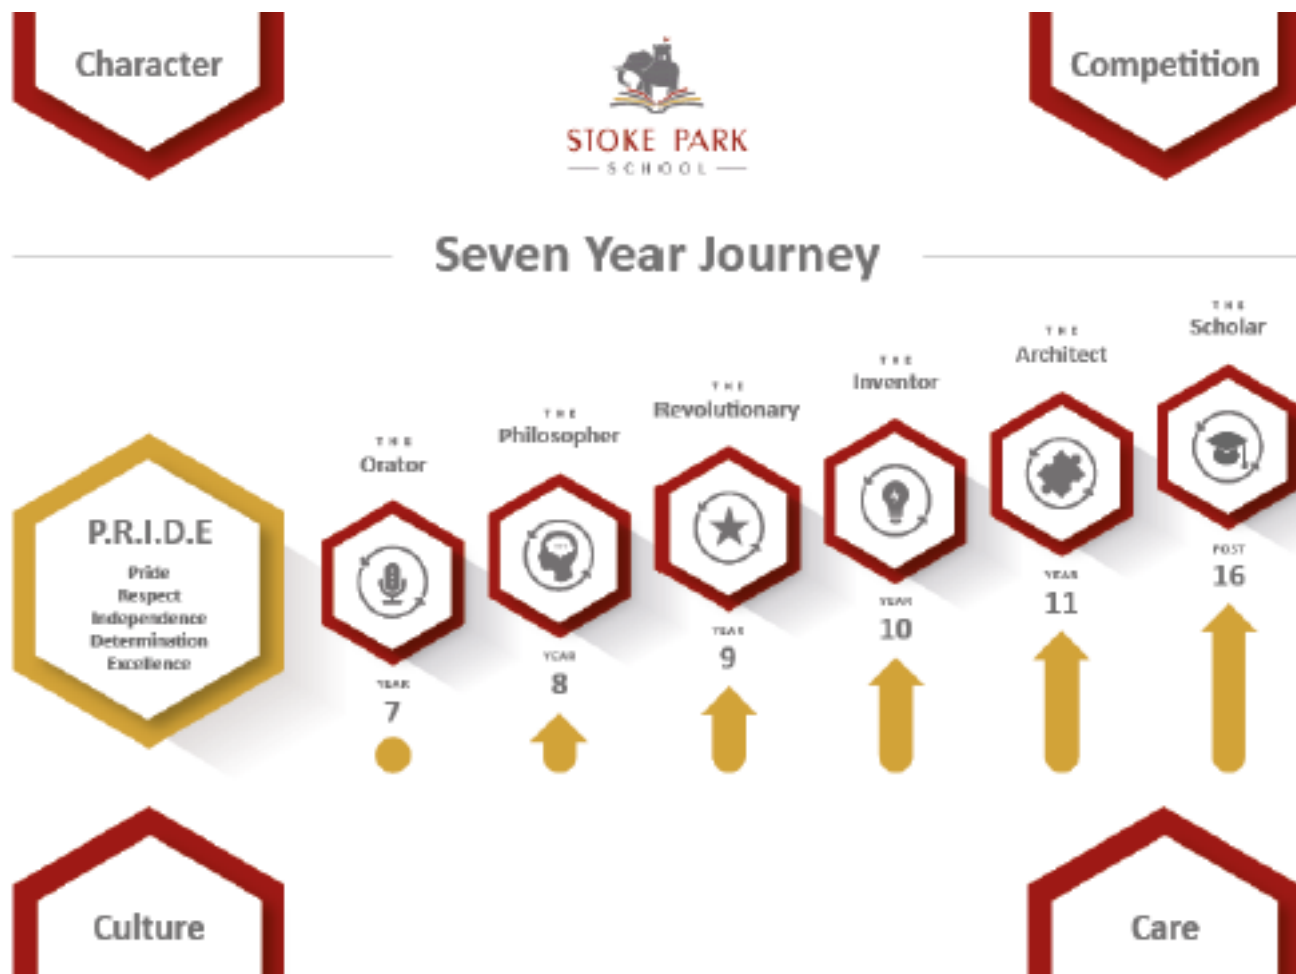 Character
Competition
STOKE PARK
SCHOOL
Seven Year Journey
P.R.I.D.E
Pride
Respect
Independence
Determination
Excellence
THE
Orator
YEAR
7
THE
Philosopher
YEAR
8
THE
Revolutionary
YEAR
9
THE
Inventor
YEAR
10
THE
Architect
YEAR
11
THE
Scholar
POST
16
Culture
Care